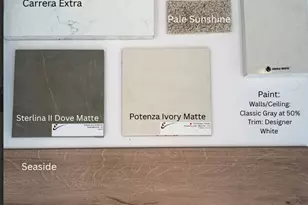 Carrera Extra
Pale Sunshine
Sterlina II Dove Matte
Potenza Ivory Matte
Paint:
Walls/Ceiling:
Classic Gray at 50%
Trim: Designer
White
Seaside